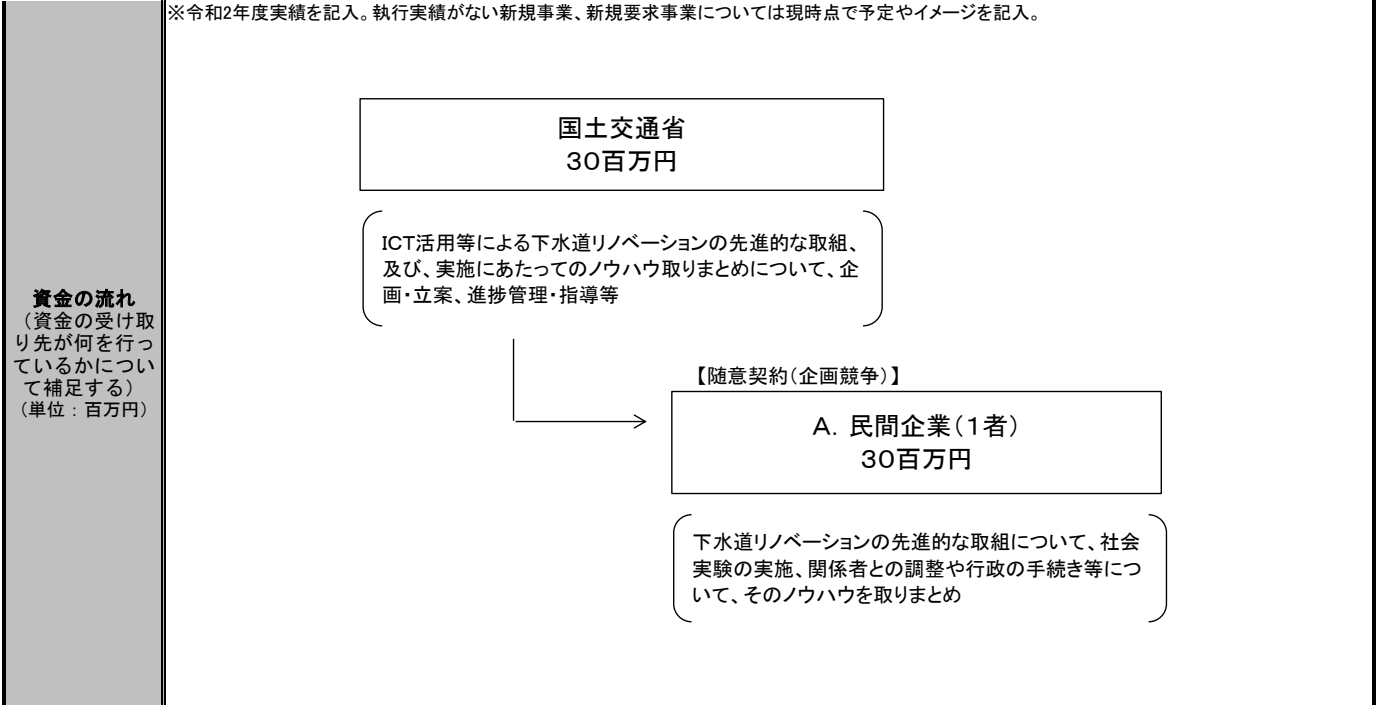 ※令和2年度実績を記入。執行実績がない新規事業、新規要求事業については現時点で予定やイメージを記入。
資金の流れ
（資金の受け取
り先が何を行っ
ているかについ
て補足する）
（単位：百万円）
国土交通省
30百万円
ICT活用等による下水道リノベーションの先進的な取組、
及び、実施にあたってのノウハウ取りまとめについて、企
画・立案、進捗管理・指導等
【随意契約（企画競争）】
A．民間企業（1者）
30百万円
下水道リノベーションの先進的な取組について、社会
実験の実施、関係者との調整や行政の手続き等につ
いて、そのノウハウを取りまとめ